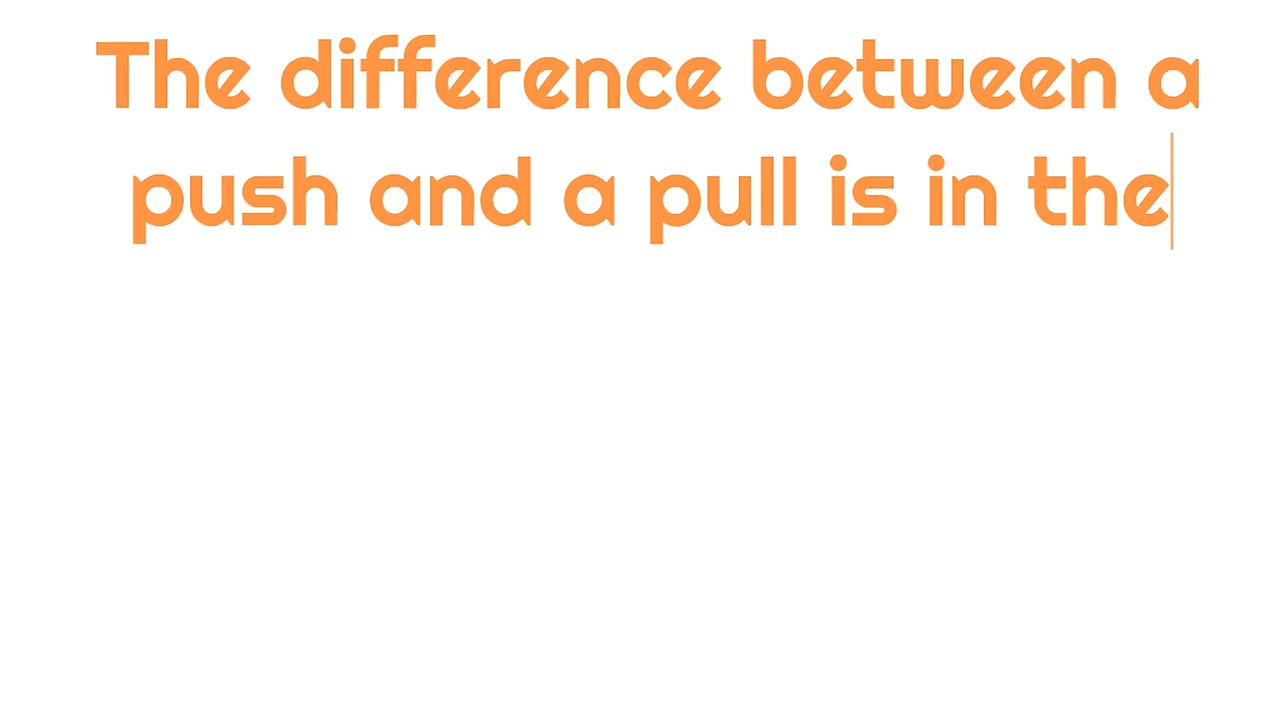 The difference between a
push and a pull is in the